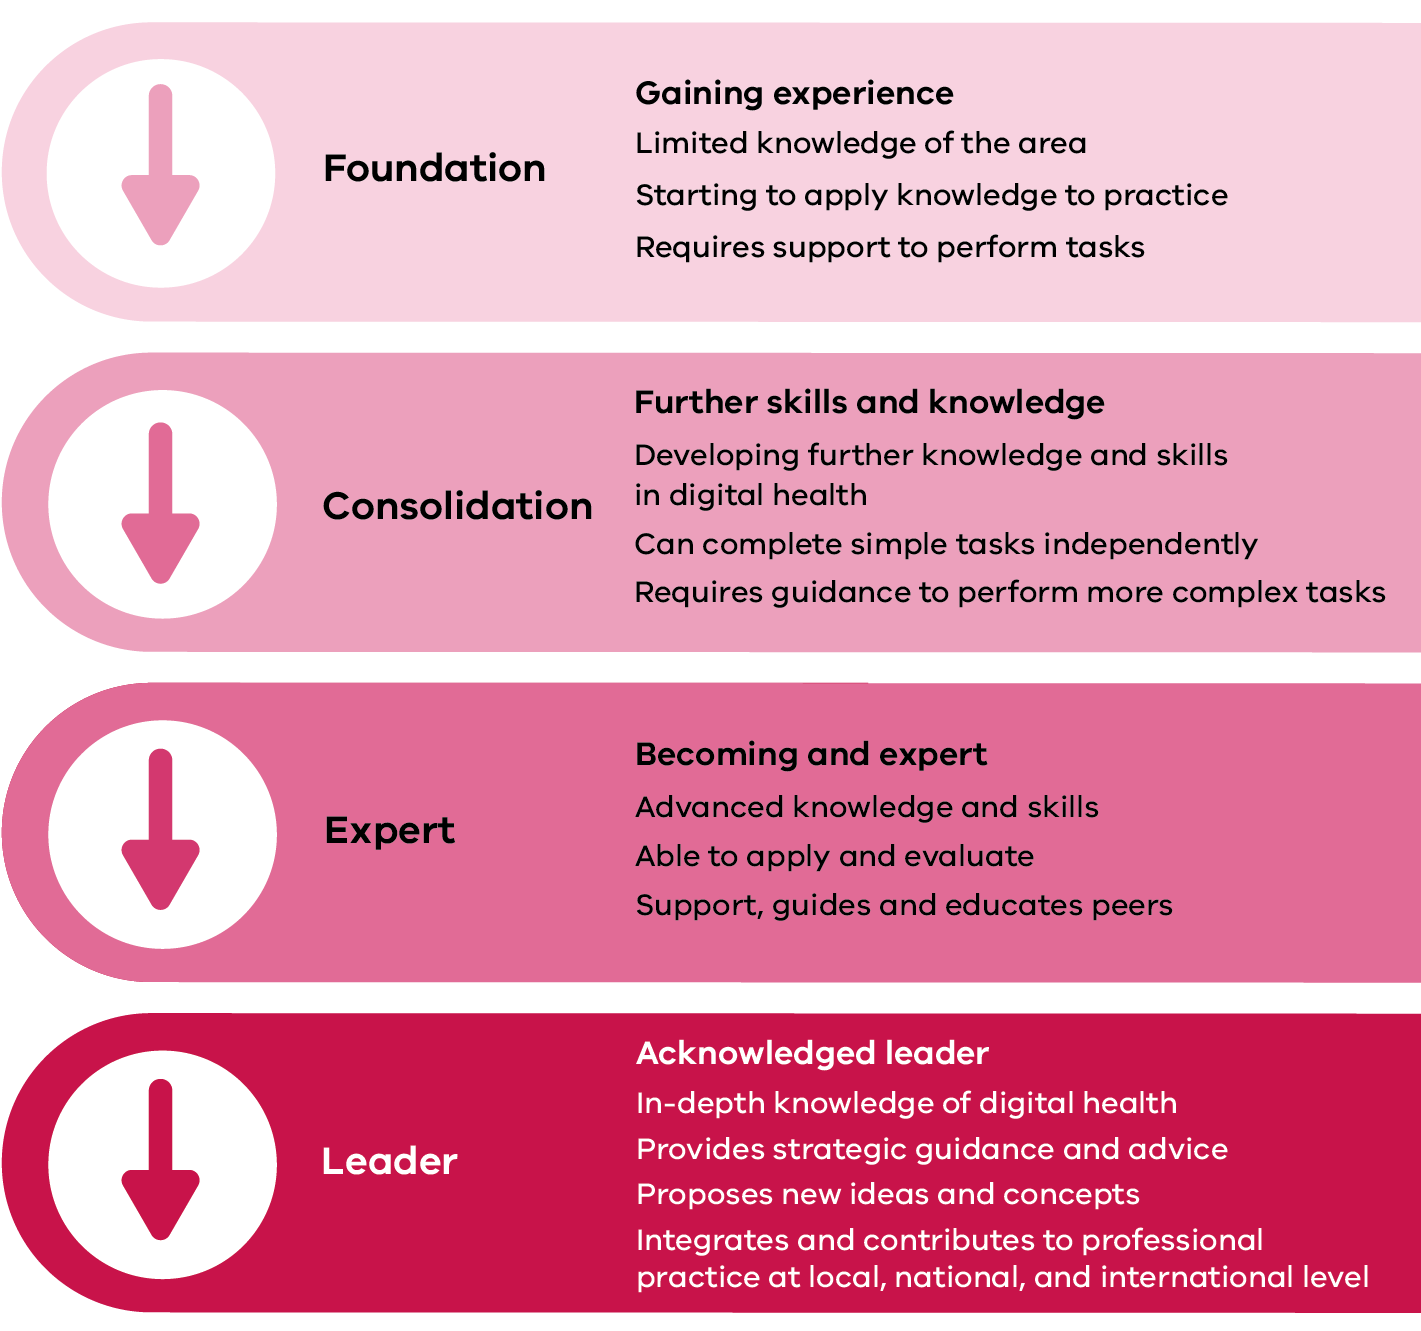 Foundation
Gaining experience
Limited knowledge of the area
Starting to apply knowledge to practice
Requires support to perform tasks
Consolidation
Further skills and knowledge
Developing further knowledge and skills
in digital health
Can complete simple tasks independently
Requires guidance to perform more complex tasks
Expert
Becoming and expert
Advanced knowledge and skills
Able to apply and evaluate
Support, guides and educates peers
Leader
Acknowledged leader
In-depth knowledge of digital health
Provides strategic guidance and advice
Proposes new ideas and concepts
Integrates and contributes to professional
practice at local, national, and international level